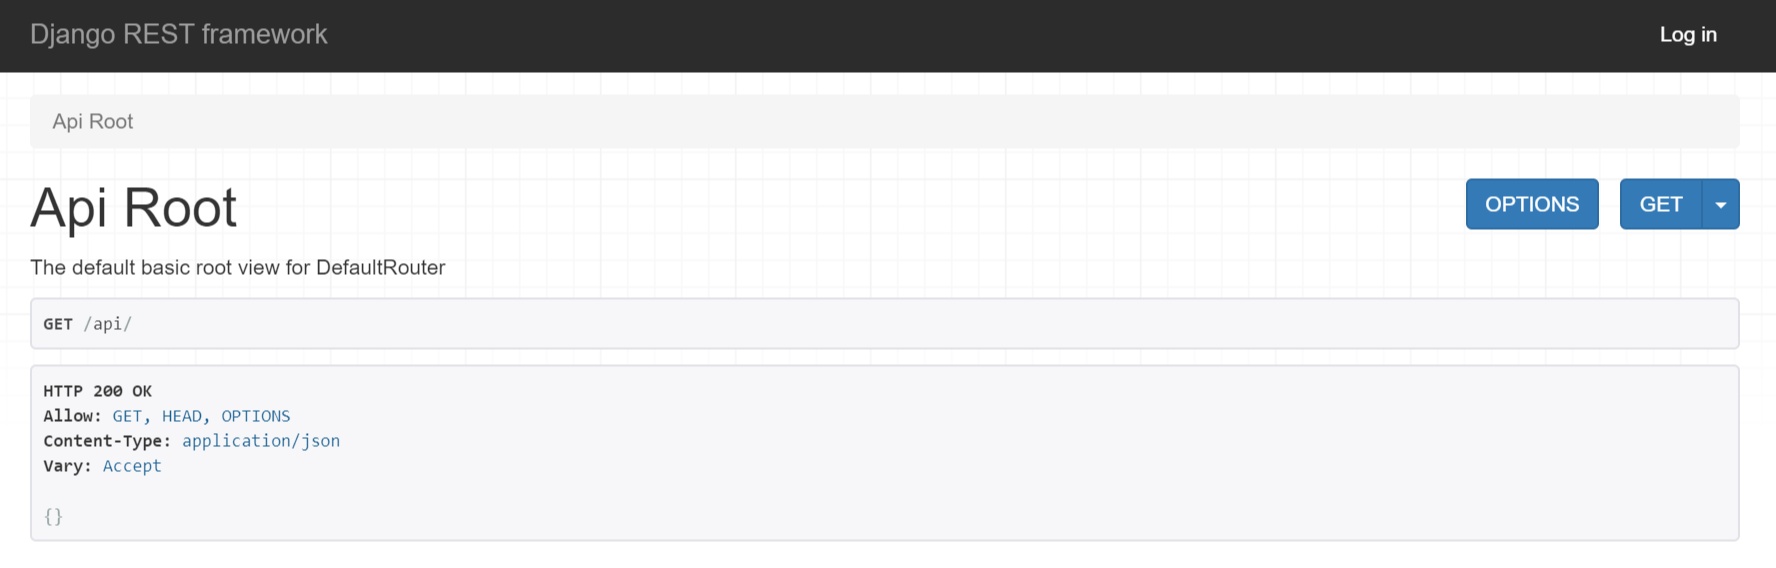 Django REST framework
Log in
Api Root
Api Root
OPTIONS
GET
The default basic root view for DefaultRouter
GET /api/
HTTP 200 OK
Allow: GET, HEAD, OPTIONS
Content-Type: application/json
Vary: Accept
{}